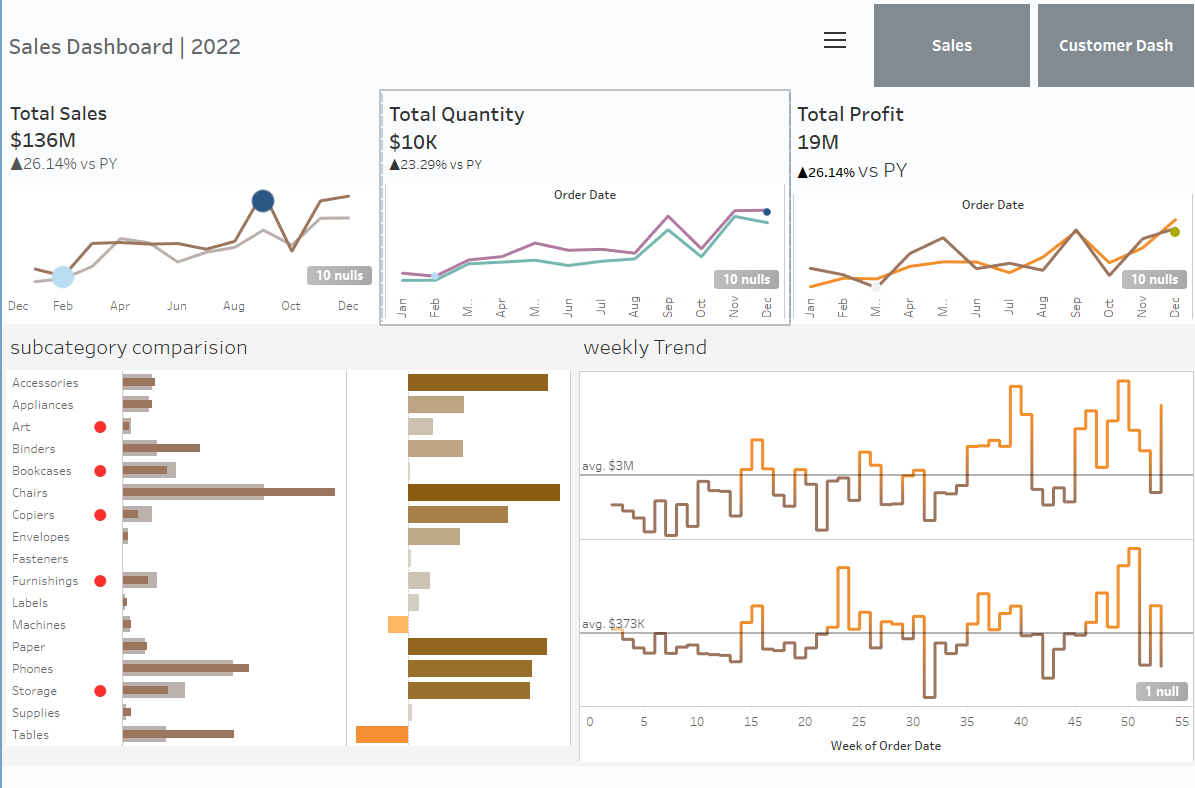 Sales Dashboard | 2022
Sales
Customer Dash
Total Sales
$136M
▲26.14% vs PY
10 nulls
Dec Feb Apr Jun Aug Oct Dec
Total Quantity
$10K
▲23.29% vs PY
Order Date
10 nulls
Jan Feb M.. Apr M.. Jun Jul Aug Sep Oct Nov Dec
Total Profit
19M
▲26.14% vs PY
Order Date
10 nulls
Jan Feb M.. Apr M.. Jun Jul Aug Sep Oct Nov Dec
subcategory comparision
Accessories
Appliances
Art
Binders
Bookcases
Chairs
Copiers
Envelopes
Fasteners
Furnishings
Labels
Machines
Paper
Phones
Storage
Supplies
Tables
weekly Trend
avg. $3M
avg. $373K
1 null
0 5 10 15 20 25 30 35 40 45 50 55
Week of Order Date